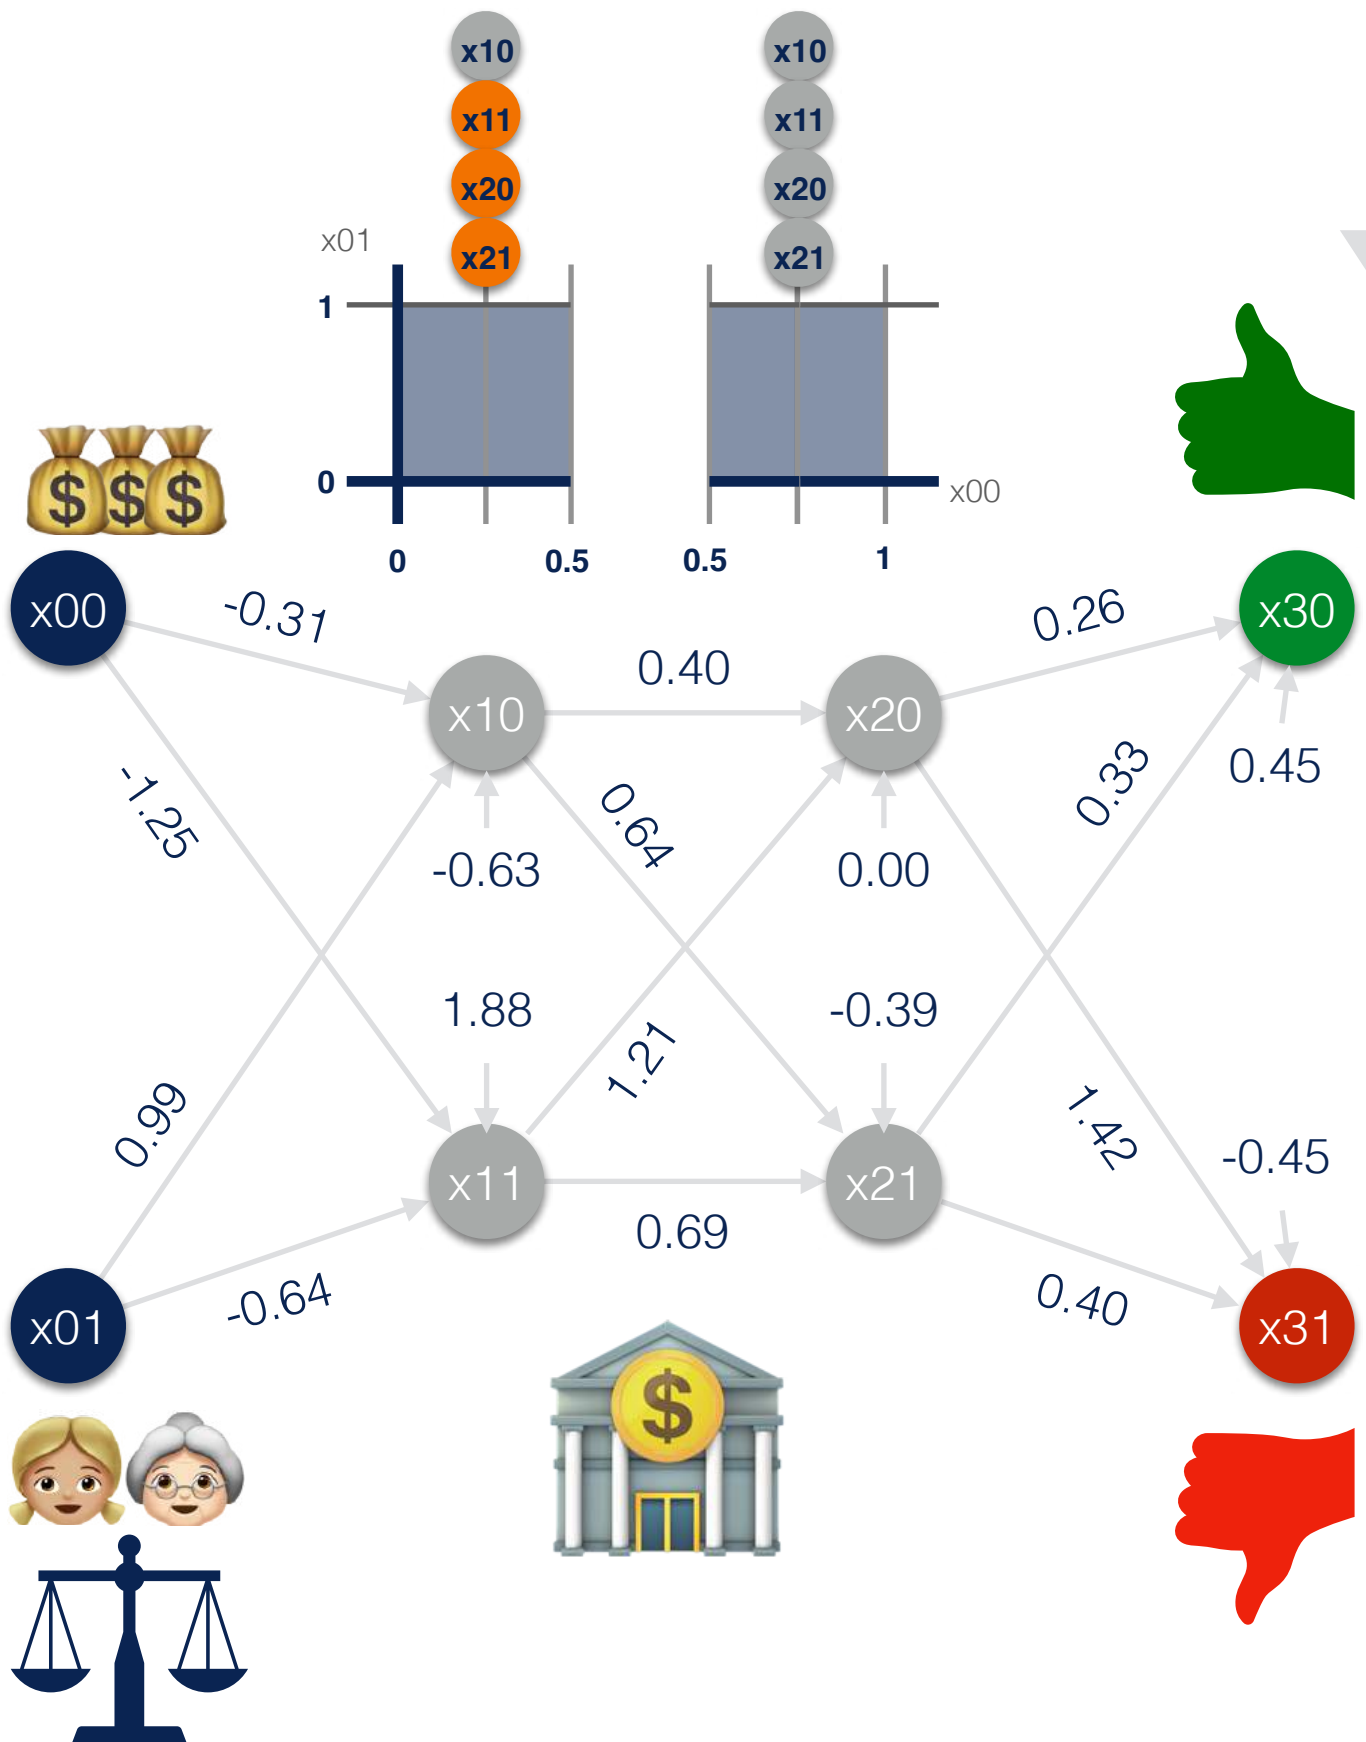 x10 x10
x11 x11
x20 x20
x01 x21 x21
1
0 x00
0 0.5 0.5 1
$ $ $
x00 -0.31 0.26 x30
x10 0.40 x20
-1.25 0.64 0.33 0.45
-0.63 0.00
1.88 -0.39
0.99 1.21 1.42 -0.45
x11 x21
0.69
x01 -0.64 0.40 x31
$